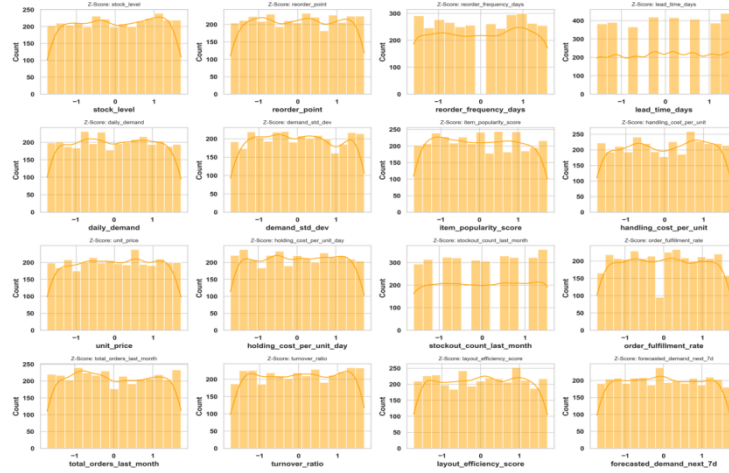 Z-Score: stock_level
Z-Score: reorder_point
Z-Score: reorder_frequency_days
Z-Score: lead_time_days
250
200
150
100
50
0
Count
−1 0 1
stock_level
200
150
100
50
0
Count
−1 0 1
reorder_point
300
200
100
0
Count
−1 0 1
reorder_frequency_days
400
300
200
100
0
Count
−1 0 1
lead_time_days
Z-Score: daily_demand
Z-Score: demand_std_dev
Z-Score: item_popularity_score
Z-Score: handling_cost_per_unit
200
150
100
50
0
Count
−1 0 1
daily_demand
200
150
100
50
0
Count
−1 0 1
demand_std_dev
250
200
150
100
50
0
Count
−1 0 1
item_popularity_score
250
200
150
100
50
0
Count
−1 0 1
handling_cost_per_unit
Z-Score: unit_price
Z-Score: holding_cost_per_unit_day
Z-Score: stockout_count_last_month
Z-Score: order_fulfillment_rate
200
150
100
50
0
Count
−1 0 1
unit_price
200
150
100
50
0
Count
−1 0 1
holding_cost_per_unit_day
300
200
100
0
Count
−1 0 1
stockout_count_last_month
200
150
100
50
0
Count
−1 0 1
order_fulfillment_rate
Z-Score: total_orders_last_month
Z-Score: turnover_ratio
Z-Score: layout_efficiency_score
Z-Score: forecasted_demand_next_7d
250
200
150
100
50
0
Count
−1 0 1
total_orders_last_month
200
150
100
50
0
Count
−1 0 1
turnover_ratio
250
200
150
100
50
0
Count
−1 0 1
layout_efficiency_score
200
150
100
50
0
Count
−1 0 1
forecasted_demand_next_7d